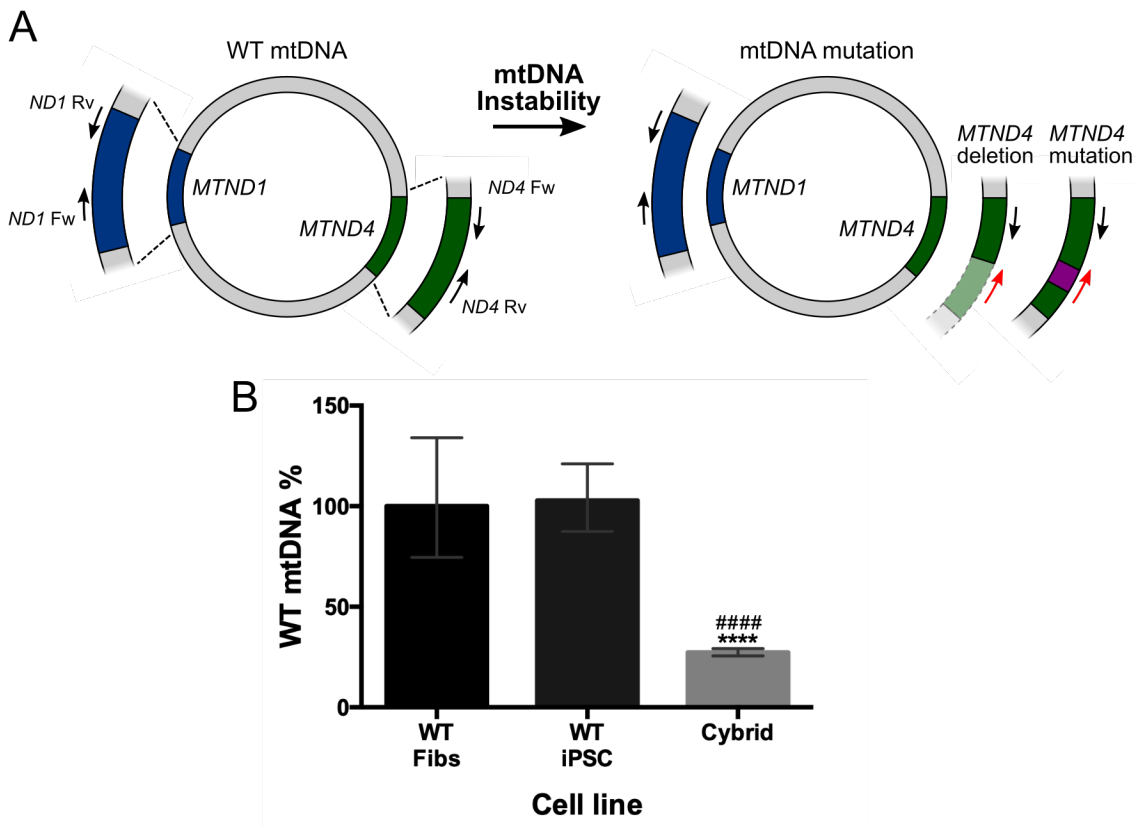 A
WT mtDNA
ND1 Rv
ND1 Fw
MTND1
MTND4
ND4 Fw
ND4 Rv
mtDNA
Instability
mtDNA mutation
MTND1
MTND4
MTND4
deletion
MTND4
mutation
B
WT mtDNA %
150
100
50
0
####
****
WT
Fibs
WT
iPSC
Cybrid
Cell line